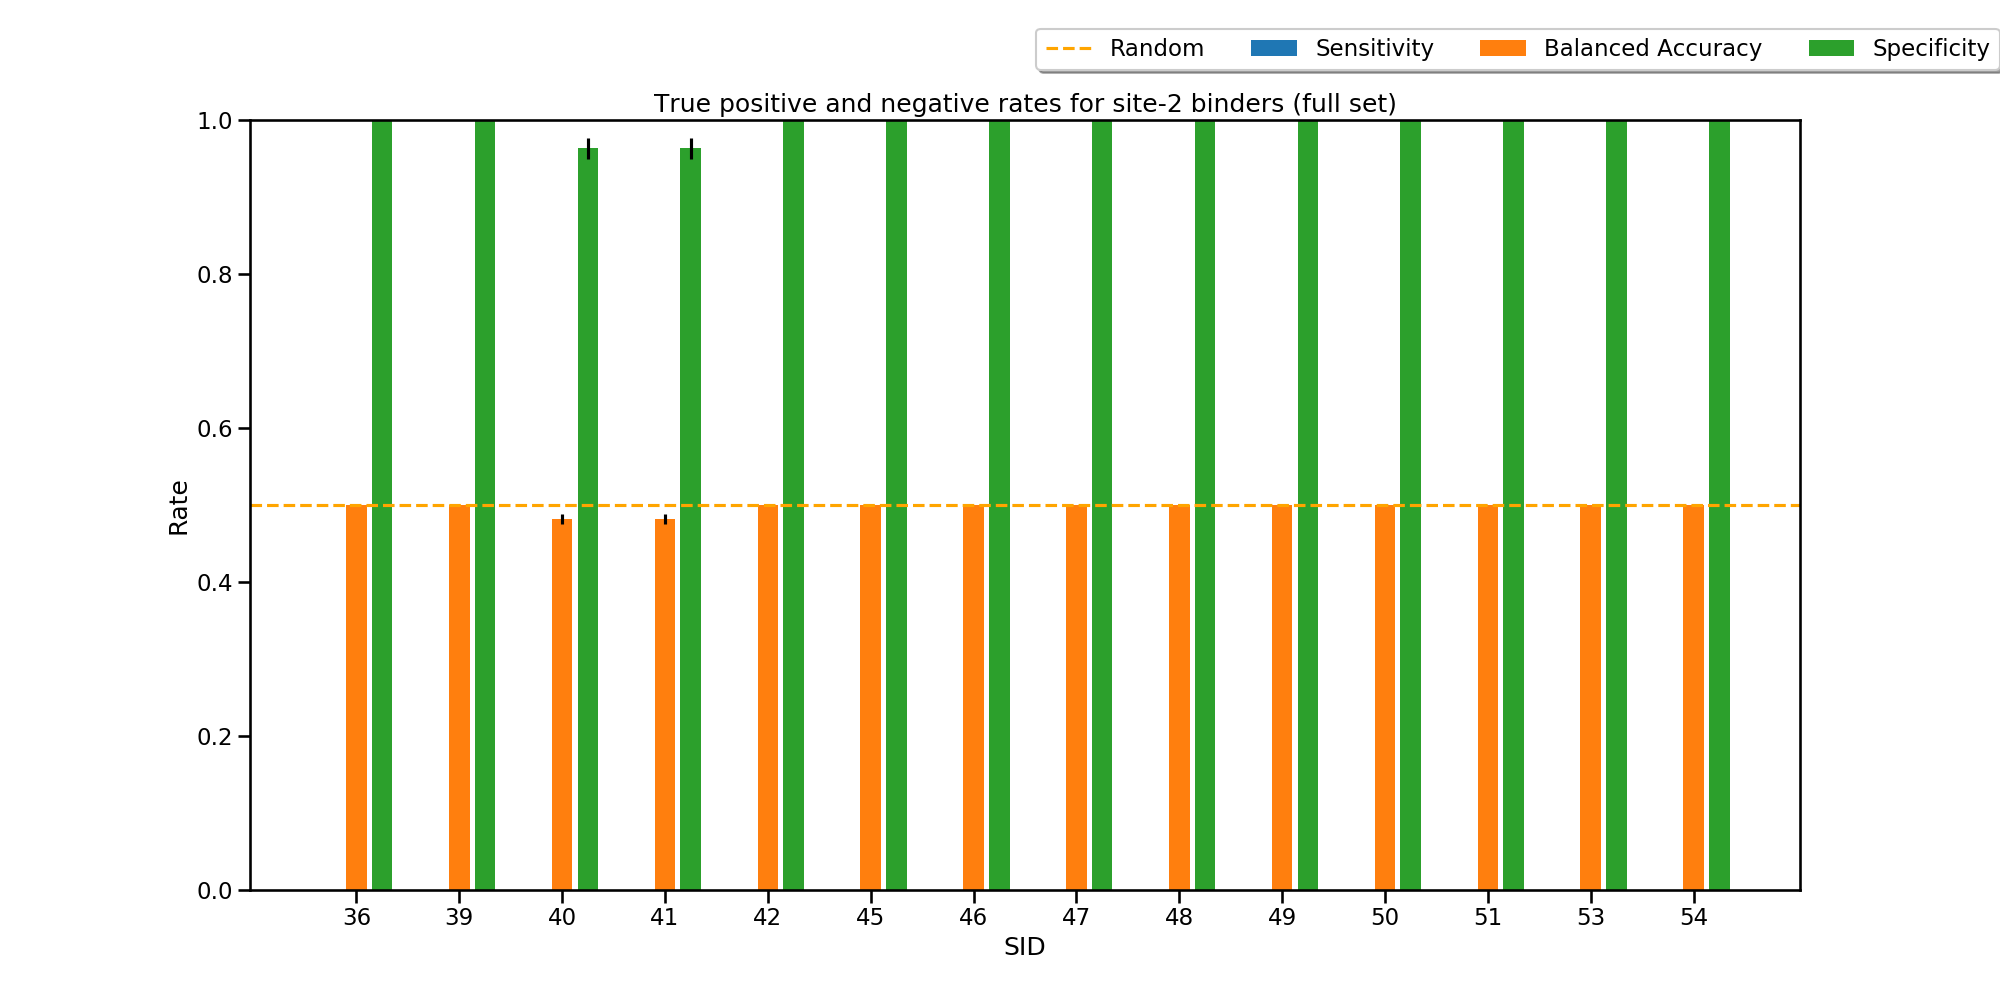 Random Sensitivity Balanced Accuracy Specificity
True positive and negative rates for site-2 binders (full set)
1.0
0.8
0.6
0.4
0.2
0.0
Rate
36 39 40 41 42 45 46 47 48 49 50 51 53 54
SID